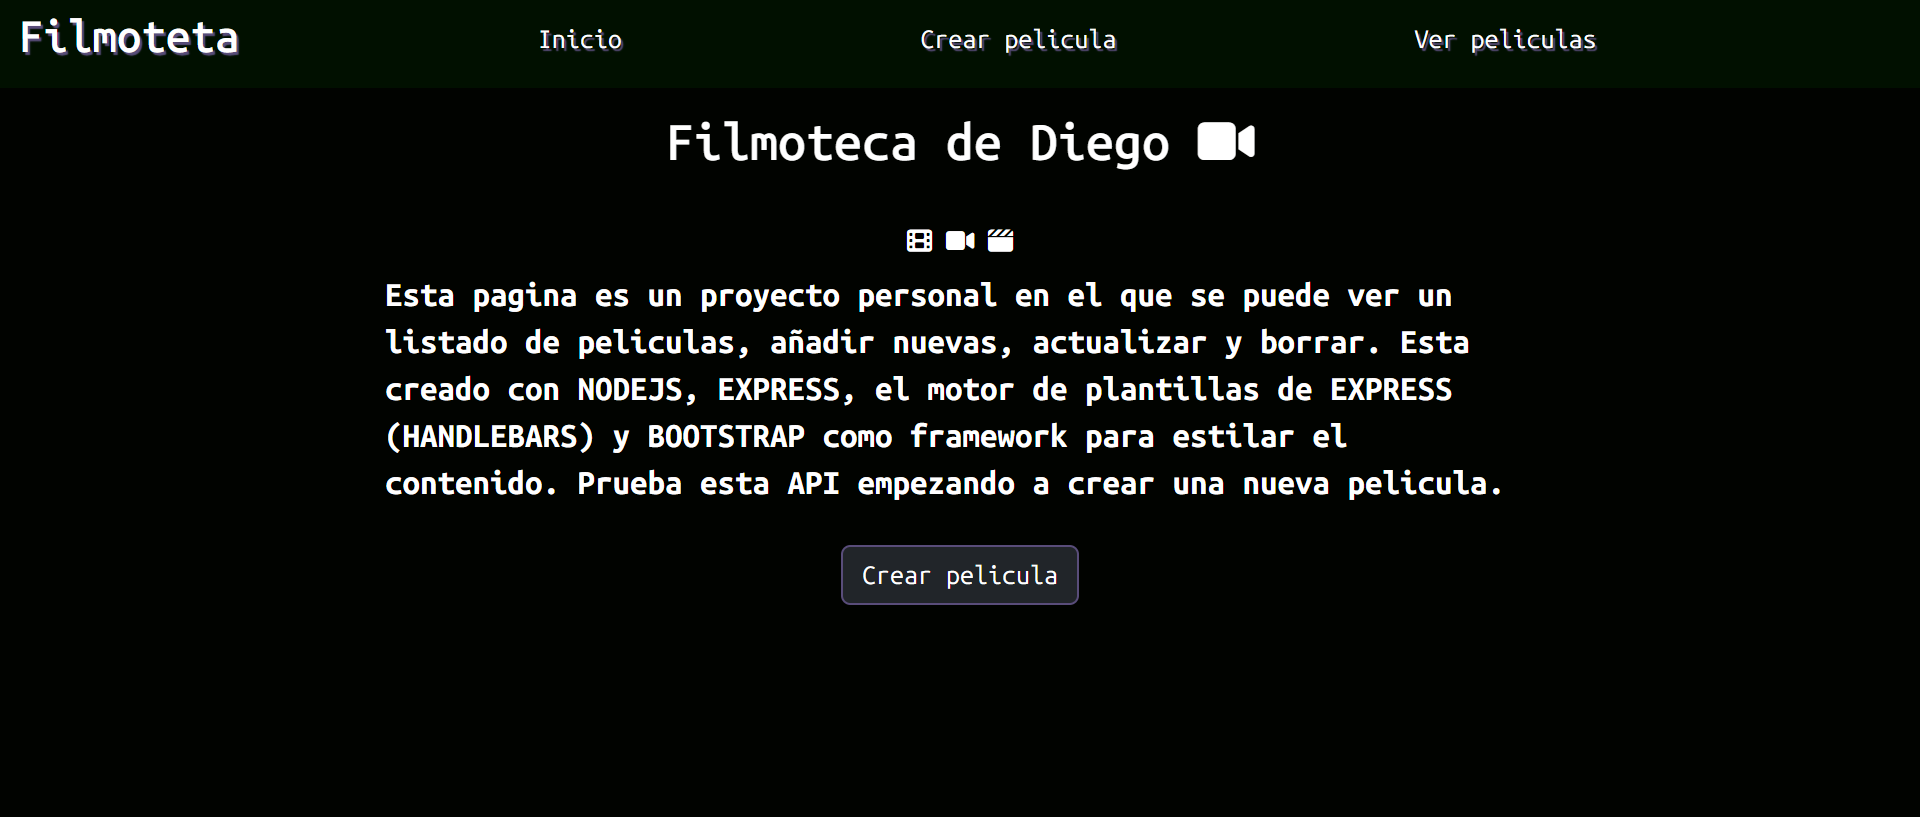 Filmoteta
Inicio
Crear pelicula
Ver peliculas
Filmoteca de Diego
Esta pagina es un proyecto personal en el que se puede ver un
listado de peliculas, añadir nuevas, actualizar y borrar. Esta
creado con NODEJS, EXPRESS, el motor de plantillas de EXPRESS
(HANDLEBARS) y BOOTSTRAP como framework para estilar el
contenido. Prueba esta API empezando a crear una nueva pelicula.
Crear pelicula